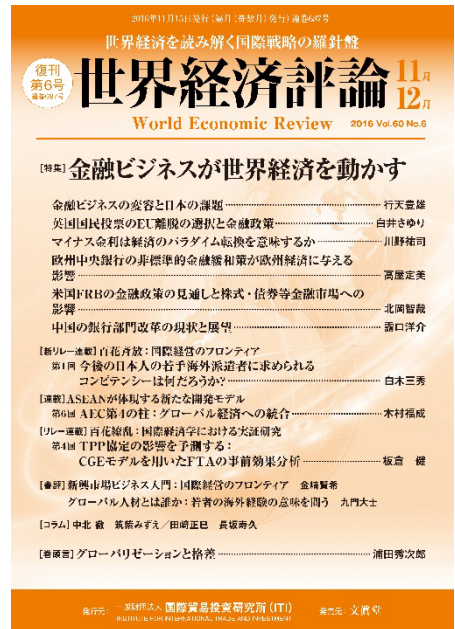 2016年11月15日発行(隔月〈奇数月〉発行) 通巻687号
世界経済を読み解く国際戦略の羅針盤
復刊
第6号
通巻687号
世界経済評論 11月
12月
World Economic Review 2016 Vol.60 No.6
[特集] 金融ビジネスが世界経済を動かす
金融ビジネスの変容と日本の課題 行天豊雄
英国国民投票のEU離脱の選択と金融政策 白井さゆり
マイナス金利は経済のパラダイム転換を意味するか 川野祐司
欧州中央銀行の非標準的金融緩和策が欧州経済に与える
影響 高屋定美
米国FRBの金融政策の見通しと株式・債券等金融市場への
影響 北岡智哉
中国の銀行部門改革の現状と展望 露口洋介
[新リレー連載] 百花斉放:国際経営のフロンティア
第1回 今後の日本人の若手海外派遣者に求められる
コンピテンシーは何だろうか? 白木三秀
[連載] ASEANが体現する新たな開発モデル
第6回 AEC第4の柱:グローバル経済への統合 木村福成
[リレー連載] 百花繚乱:国際経済学における実証研究
第4回 TPP協定の影響を予測する:
CGEモデルを用いたFTAの事前効果分析 板倉 健
[書評] 新興市場ビジネス入門:国際経営のフロンティア 金崎賢希
グローバル人材とは誰か:若者の海外経験の意味を問う 九門大士
[コラム] 中北 徹 筑紫みずえ/田崎正巳 長坂寿久
[巻頭言] グローバリゼーションと格差 浦田秀次郎
発行元: 一般財団法人 国際貿易投資研究所(ITI) 発売元: 文眞堂
INSTITUTE FOR INTERNATIONAL TRADE AND INVESTMENT